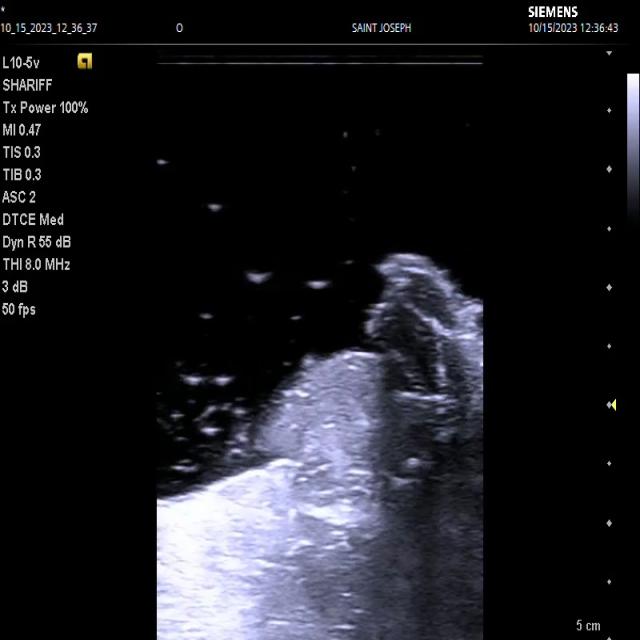 *
SIEMENS
10_15_2023_12_36_37 O SAINT JOSEPH 10/15/2023 12:36:43
L10-5v
SHARIFF
Tx Power 100%
MI 0.47
TIS 0.3
TIB 0.3
ASC 2
DTCE Med
Dyn R 55 dB
THI 8.0 MHz
3 dB
50 fps
5 cm